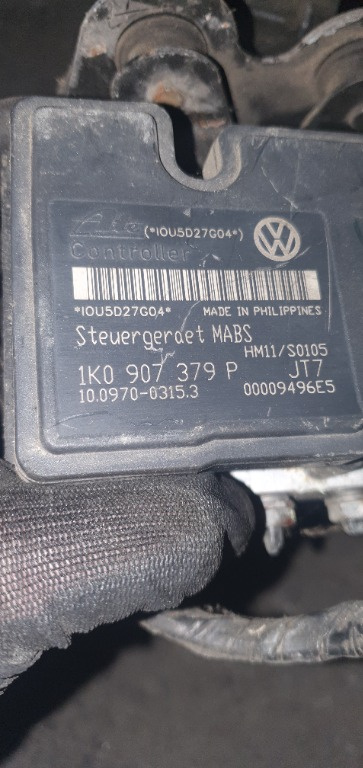 Ate (*IOU5D27G04*)
Controller
*IOU5D27G04* MADE IN PHILIPPINES
Steuergeraet MABS
HM11/S0105
1K0 907 379 P JT7
10.0970-0315.3 00009496E5